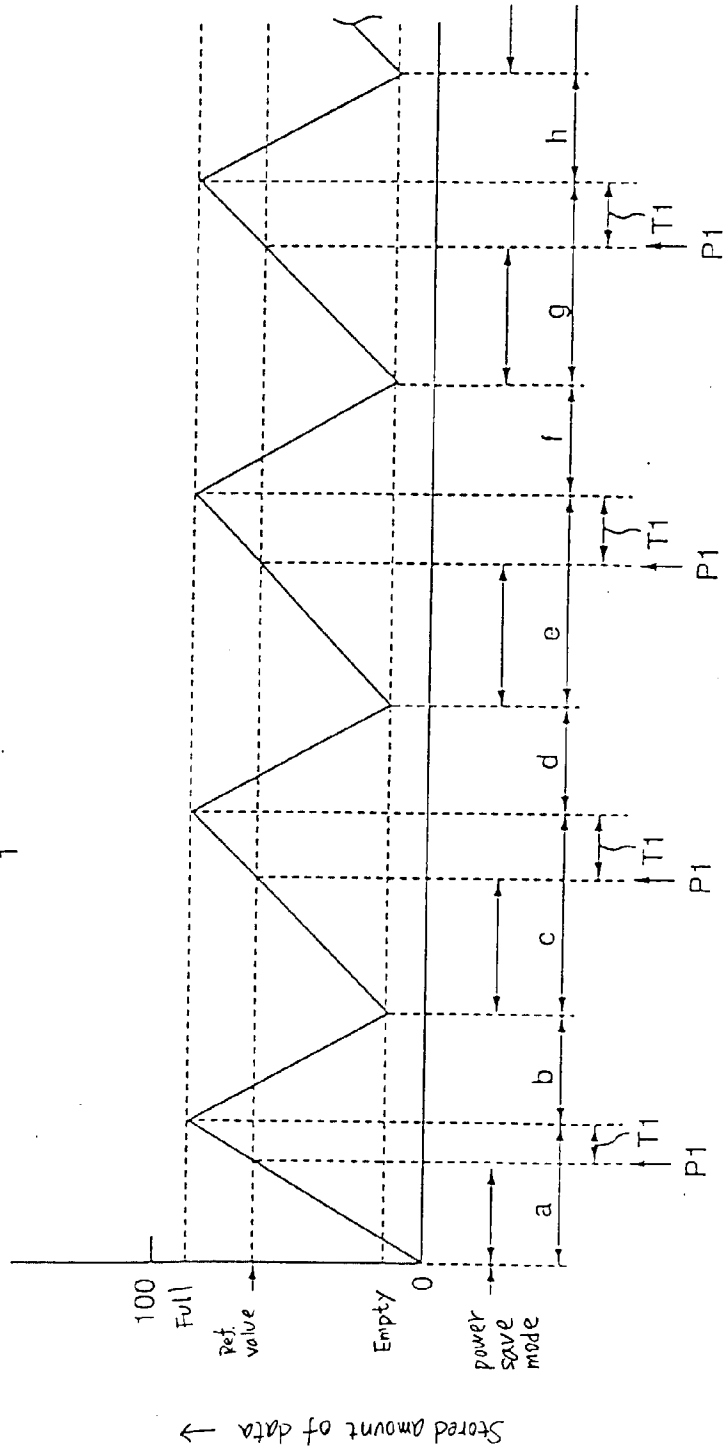 Stored amount of data →
100
Full
Ref. value
Empty
0
power save mode
a
b
c
d
e
f
g
h
T1
T1
T1
T1
P1
P1
P1
P1